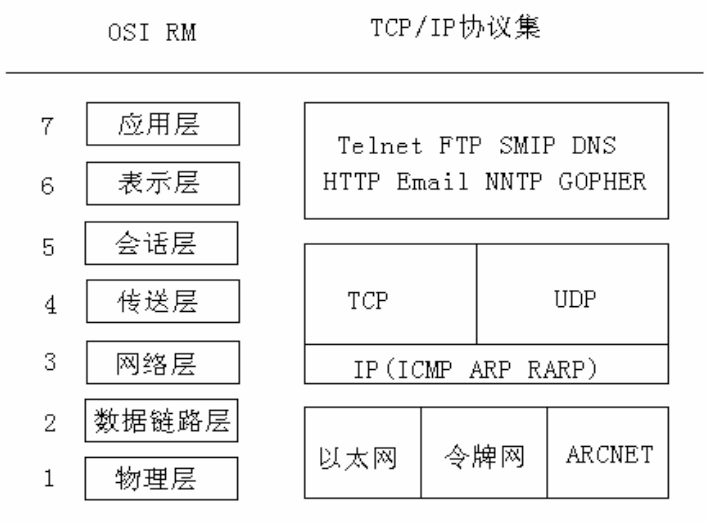 OSI RM TCP/IP协议集
7 应用层
Telnet FTP SMIP DNS
6 表示层
HTTP Email NNTP GOPHER
5 会话层
4 传送层
TCP UDP
3 网络层
IP(ICMP ARP RARP)
2 数据链路层
以太网 令牌网 ARCNET
1 物理层